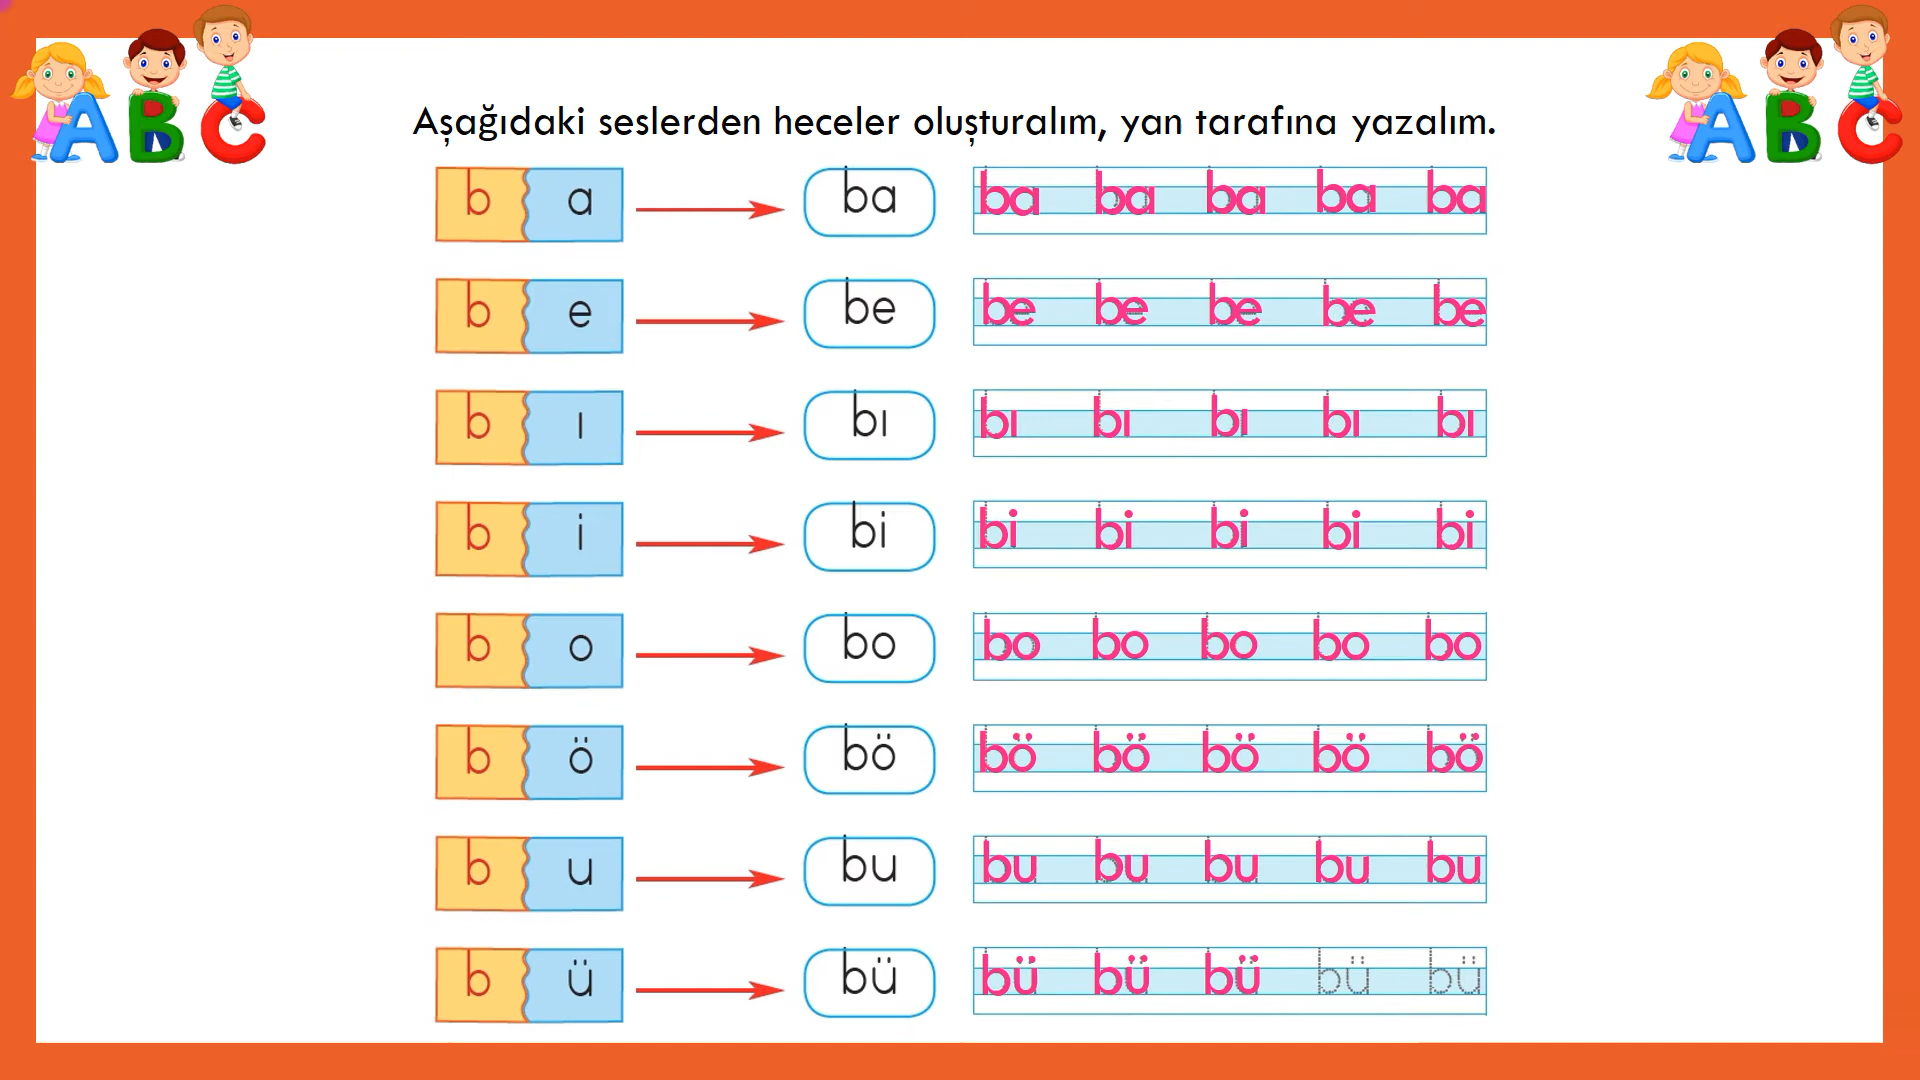 A B C A B C
Aşağıdaki seslerden heceler oluşturalım, yan tarafına yazalım.
b a ba ba ba ba ba ba
b e be be be be be be
b ı bı bı bı bı bı bı
b i bi bi bi bi bi bi
b o bo bo bo bo bo bo
b ö bö bö bö bö bö bö
b u bu bu bu bu bu bu
b ü bü bü bü bü bü bü